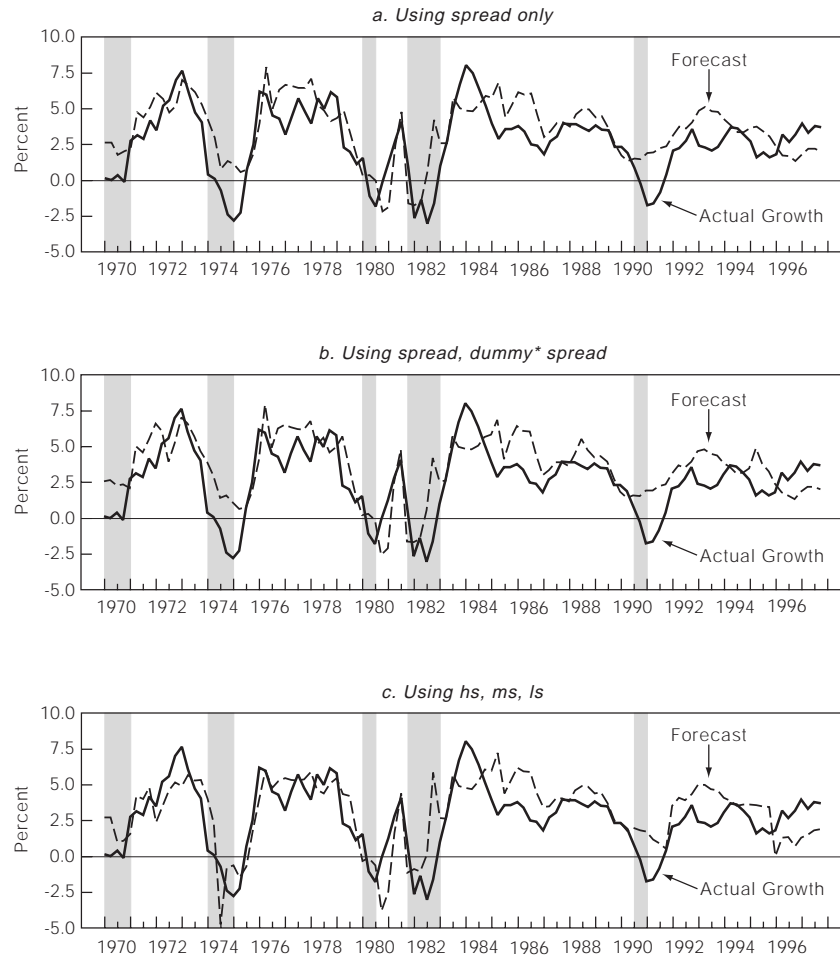 a. Using spread only
10.0
7.5
5.0
2.5
0.0
-2.5
-5.0
Percent
Forecast
Actual Growth
1970 1972 1974 1976 1978 1980 1982 1984 1986 1988 1990 1992 1994 1996
b. Using spread, dummy* spread
10.0
7.5
5.0
2.5
0.0
-2.5
-5.0
Percent
Forecast
Actual Growth
1970 1972 1974 1976 1978 1980 1982 1984 1986 1988 1990 1992 1994 1996
c. Using hs, ms, ls
10.0
7.5
5.0
2.5
0.0
-2.5
-5.0
Percent
Forecast
Actual Growth
1970 1972 1974 1976 1978 1980 1982 1984 1986 1988 1990 1992 1994 1996